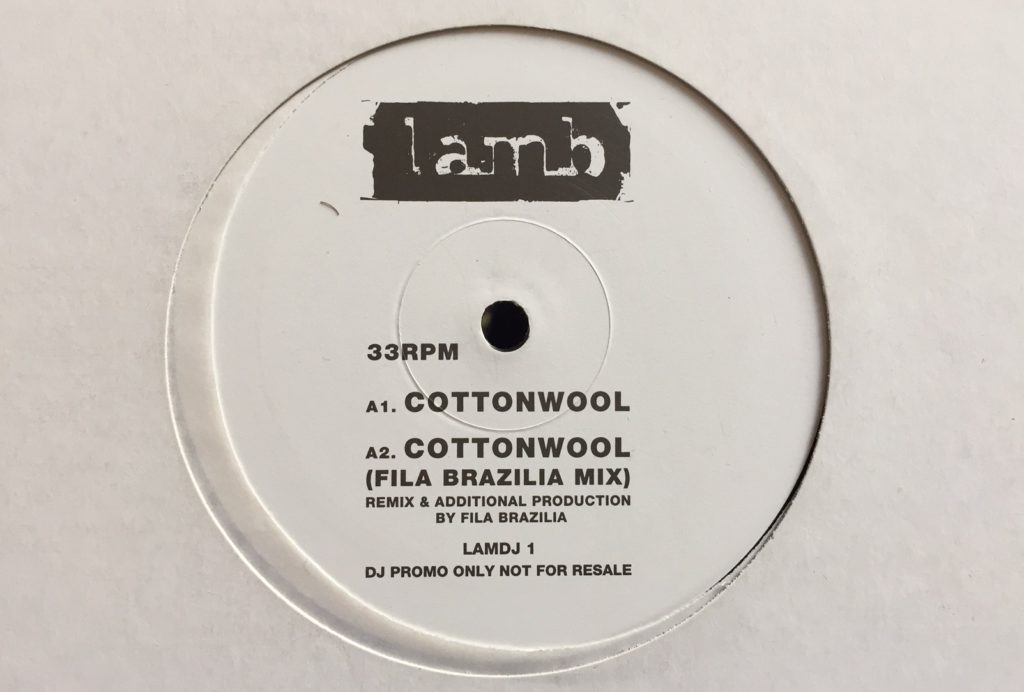 lamb
33RPM
A1. COTTONWOOL
A2. COTTONWOOL
(FILA BRAZILIA MIX)
REMIX & ADDITIONAL PRODUCTION
BY FILA BRAZILIA
LAMDJ 1
DJ PROMO ONLY NOT FOR RESALE